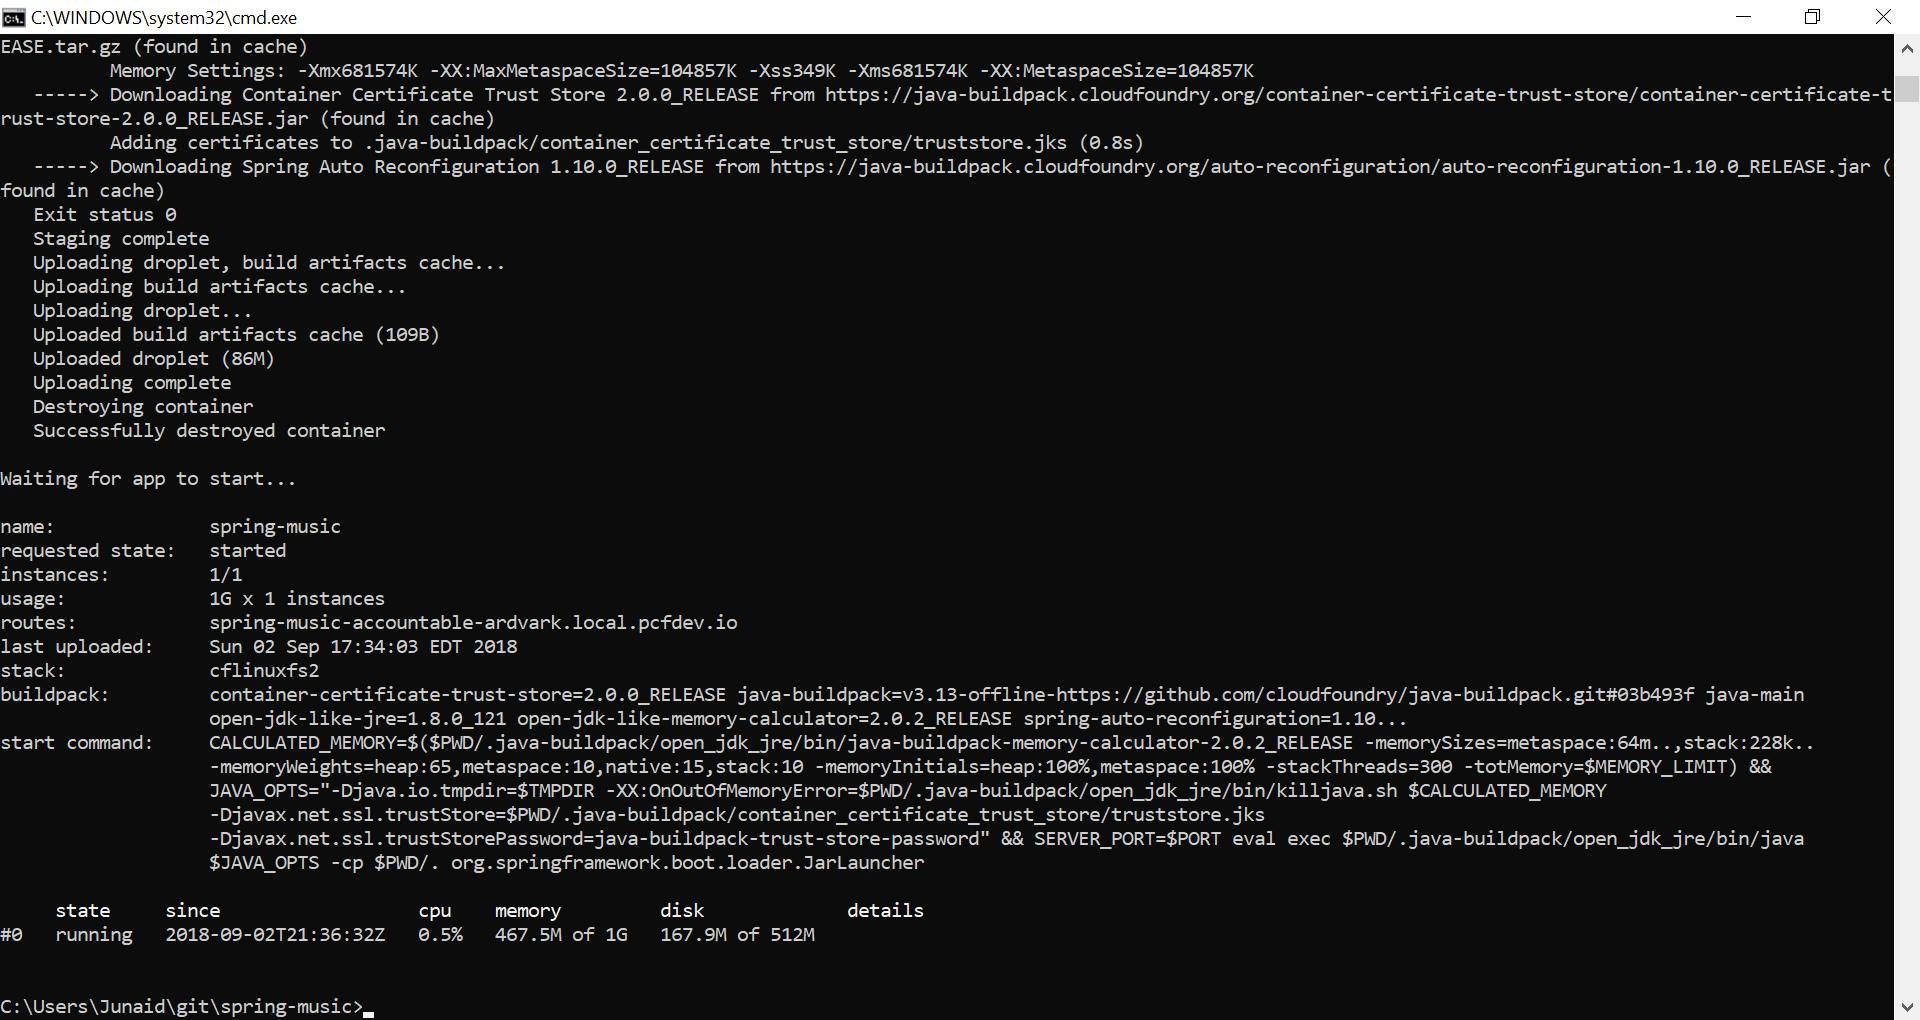 C:\WINDOWS\system32\cmd.exe
EASE.tar.gz (found in cache)
Memory Settings: -Xmx681574K -XX:MaxMetaspaceSize=104857K -Xss349K -Xms681574K -XX:MetaspaceSize=104857K
-----> Downloading Container Certificate Trust Store 2.0.0_RELEASE from https://java-buildpack.cloudfoundry.org/container-certificate-trust-store/container-certificate-t
rust-store-2.0.0_RELEASE.jar (found in cache)
Adding certificates to .java-buildpack/container_certificate_trust_store/truststore.jks (0.8s)
-----> Downloading Spring Auto Reconfiguration 1.10.0_RELEASE from https://java-buildpack.cloudfoundry.org/auto-reconfiguration/auto-reconfiguration-1.10.0_RELEASE.jar (
found in cache)
Exit status 0
Staging complete
Uploading droplet, build artifacts cache...
Uploading build artifacts cache...
Uploading droplet...
Uploaded build artifacts cache (109B)
Uploaded droplet (86M)
Uploading complete
Destroying container
Successfully destroyed container
Waiting for app to start...
name: spring-music
requested state: started
instances: 1/1
usage: 1G x 1 instances
routes: spring-music-accountable-ardvark.local.pcfdev.io
last uploaded: Sun 02 Sep 17:34:03 EDT 2018
stack: cflinuxfs2
buildpack: container-certificate-trust-store=2.0.0_RELEASE java-buildpack=v3.13-offline-https://github.com/cloudfoundry/java-buildpack.git#03b493f java-main
open-jdk-like-jre=1.8.0_121 open-jdk-like-memory-calculator=2.0.2_RELEASE spring-auto-reconfiguration=1.10...
start command: CALCULATED_MEMORY=$($PWD/.java-buildpack/open_jdk_jre/bin/java-buildpack-memory-calculator-2.0.2_RELEASE -memorySizes=metaspace:64m..,stack:228k..
-memoryWeights=heap:65,metaspace:10,native:15,stack:10 -memoryInitials=heap:100%,metaspace:100% -stackThreads=300 -totMemory=$MEMORY_LIMIT) &&
JAVA_OPTS="-Djava.io.tmpdir=$TMPDIR -XX:OnOutOfMemoryError=$PWD/.java-buildpack/open_jdk_jre/bin/killjava.sh $CALCULATED_MEMORY
-Djavax.net.ssl.trustStore=$PWD/.java-buildpack/container_certificate_trust_store/truststore.jks
-Djavax.net.ssl.trustStorePassword=java-buildpack-trust-store-password" && SERVER_PORT=$PORT eval exec $PWD/.java-buildpack/open_jdk_jre/bin/java
$JAVA_OPTS -cp $PWD/. org.springframework.boot.loader.JarLauncher
state since cpu memory disk details
#0 running 2018-09-02T21:36:32Z 0.5% 467.5M of 1G 167.9M of 512M
C:\Users\Junaid\git\spring-music>